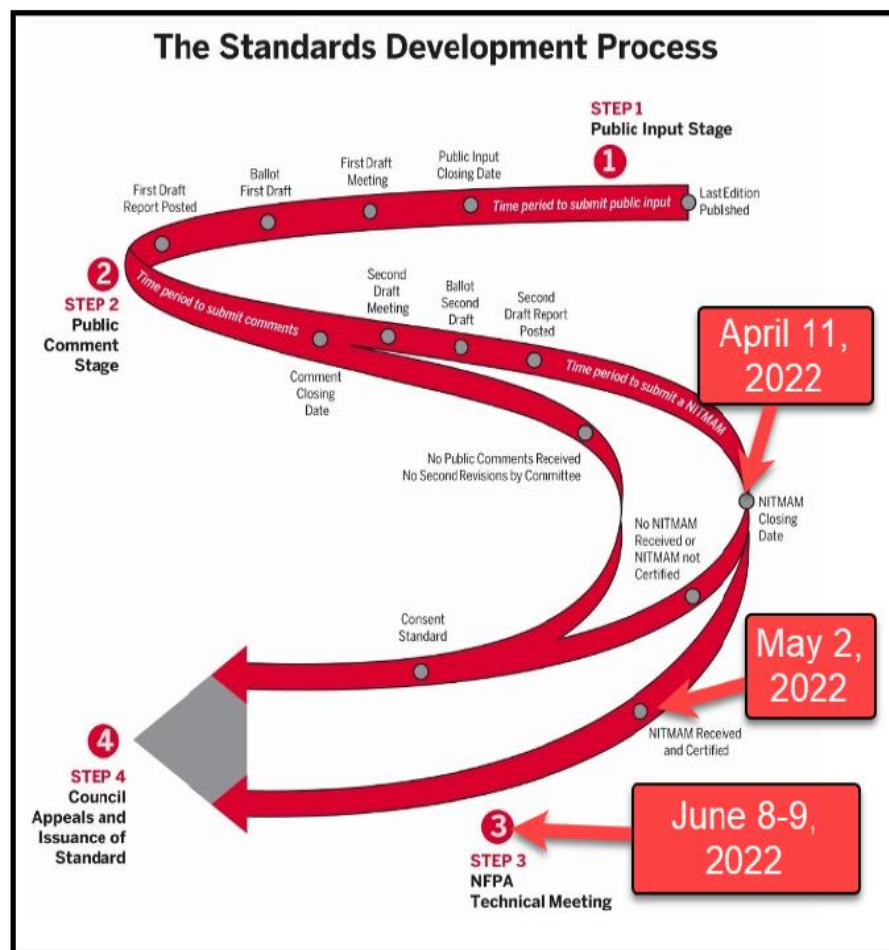 The Standards Development Process
STEP 1
Public Input Stage
1
Public Input
Closing Date
First Draft
Meeting
Ballot
First Draft
First Draft
Report Posted
Time period to submit public input
Last Edition
Published
2
STEP 2
Public
Comment
Stage
Time period to submit comments
Second
Draft
Meeting
Ballot
Second
Draft
Second
Draft Report
Posted
Time period to submit a NITMAM
April 11,
2022
Comment
Closing
Date
No Public Comments Received
No Second Revisions by Committee
NITMAM
Closing
Date
No NITMAM
Received or
NITMAM not
Certified
Consent
Standard
May 2,
2022
NITMAM Received
and Certified
4
STEP 4
Council
Appeals and
Issuance of
Standard
3
STEP 3
NFPA
Technical Meeting
June 8-9,
2022